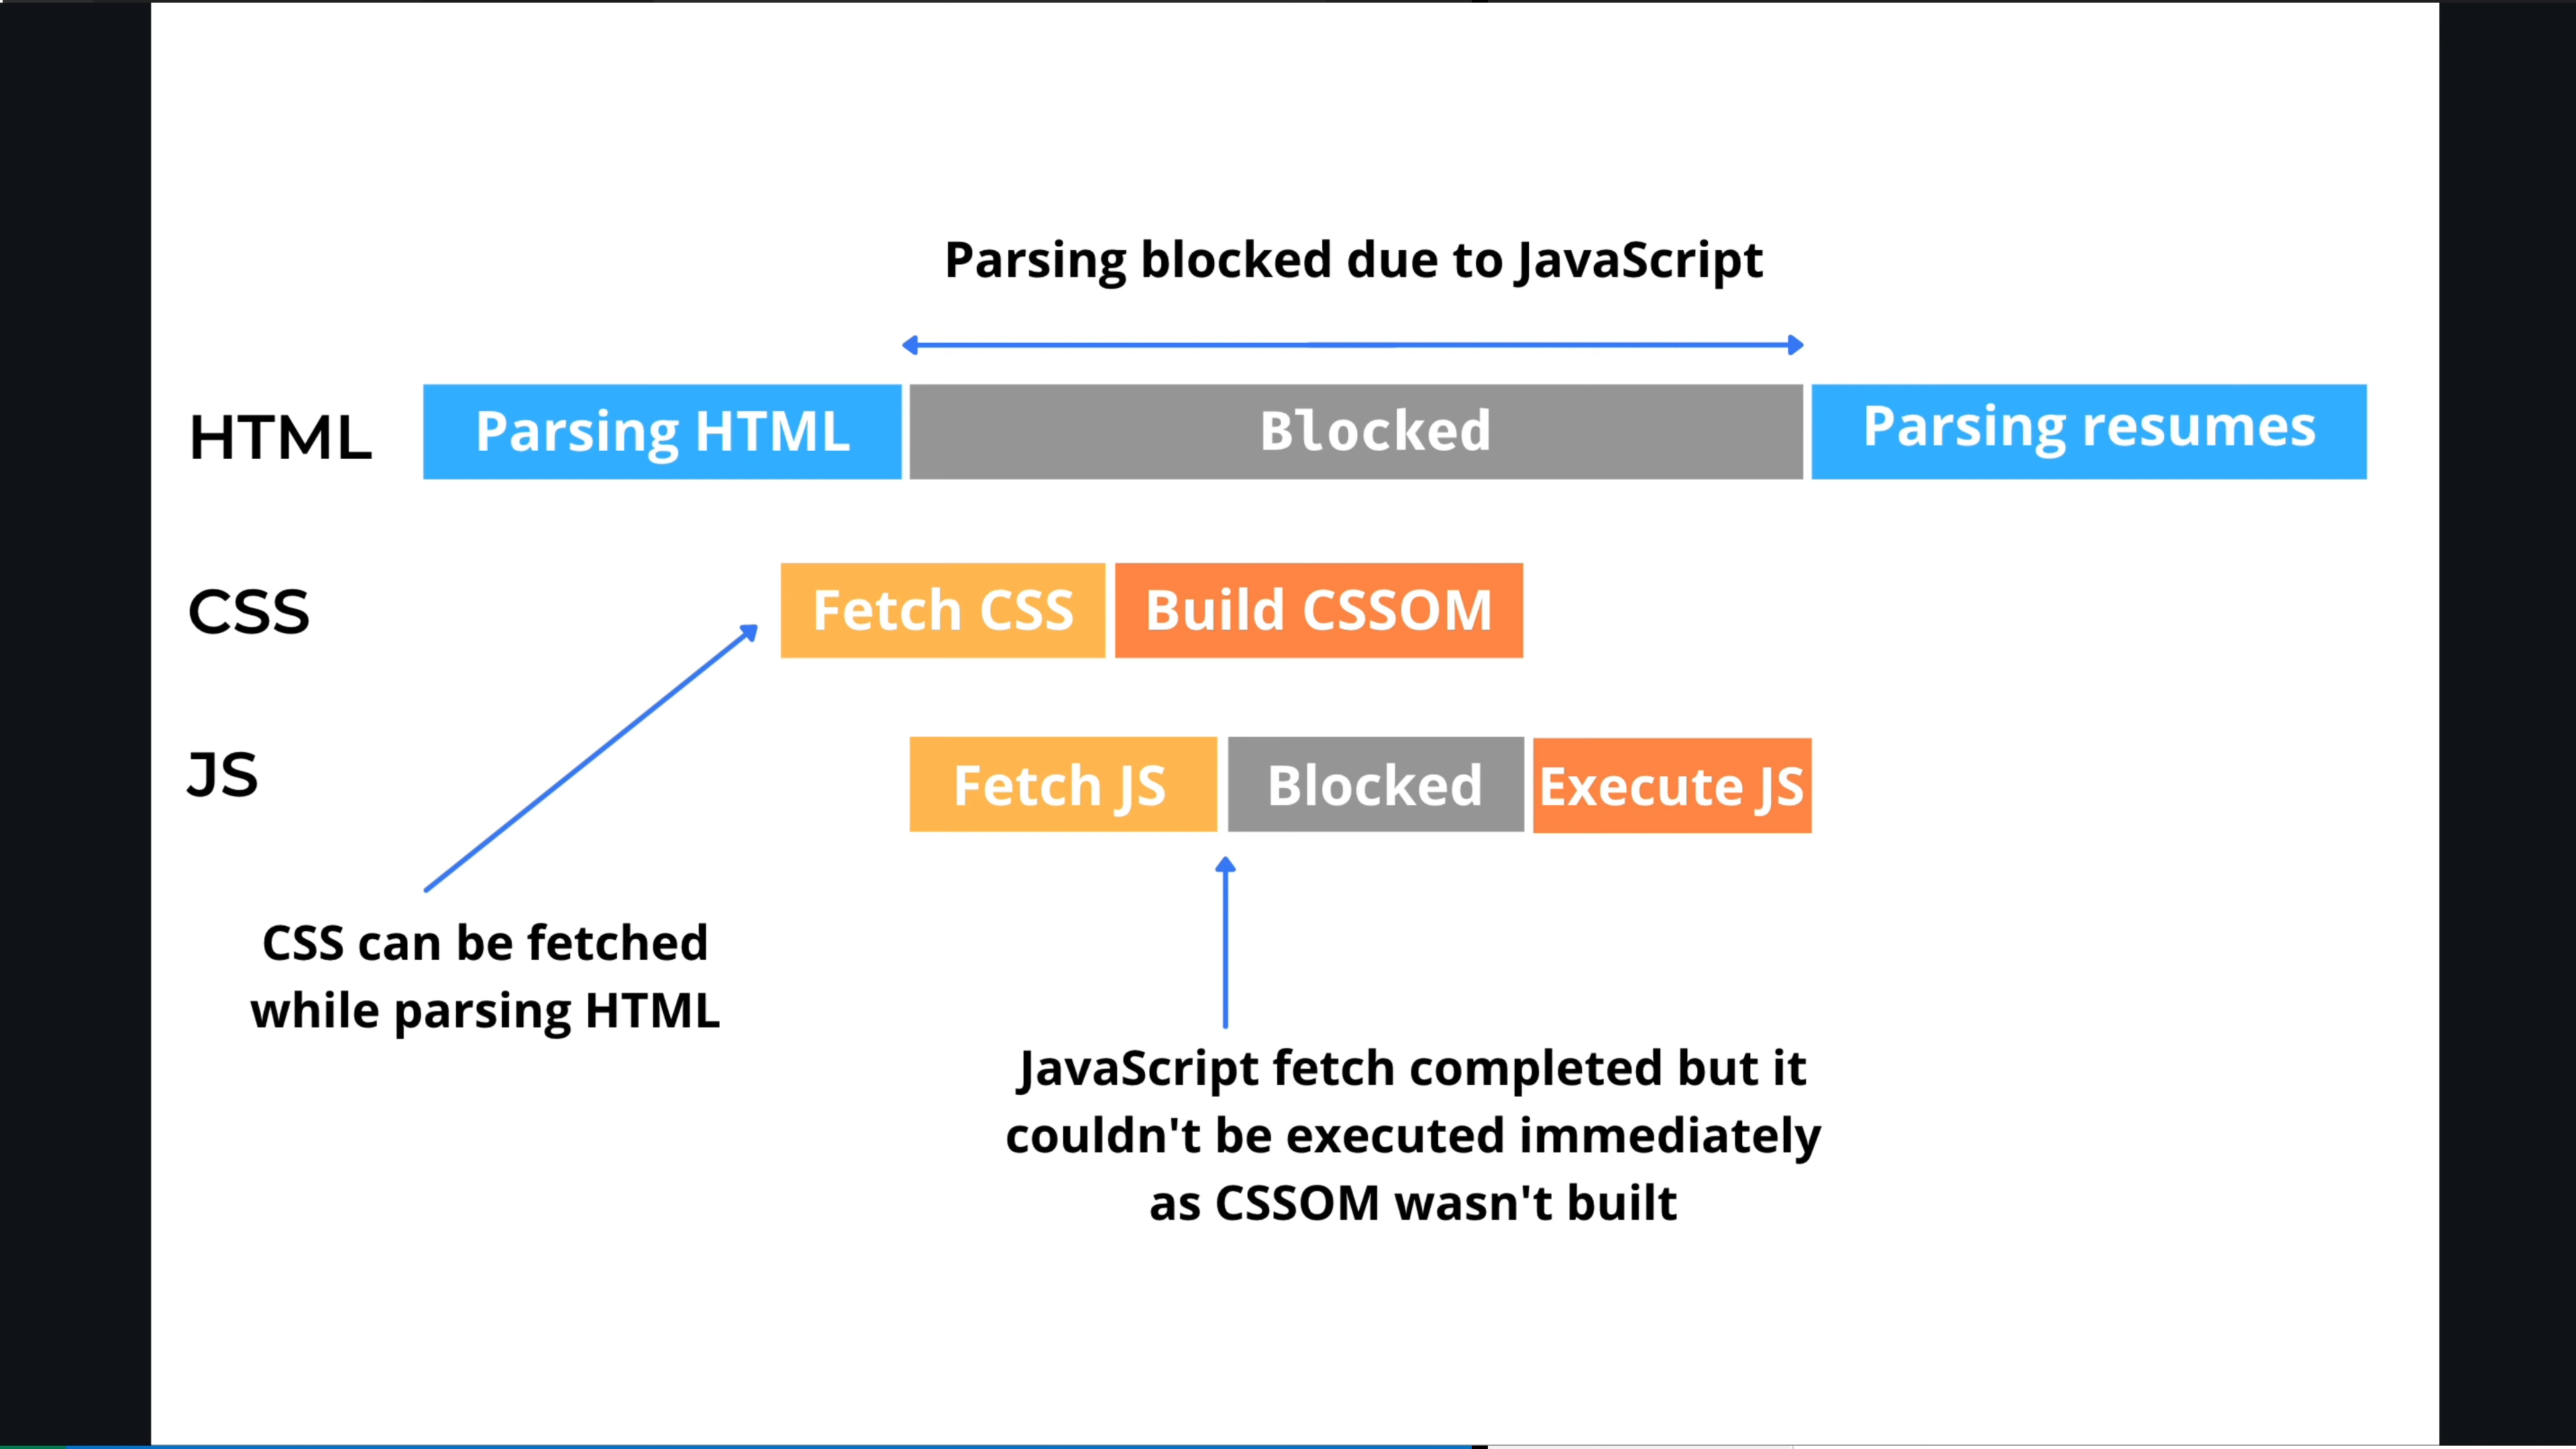 Parsing blocked due to JavaScript
HTML
Parsing HTML
Blocked
Parsing resumes
CSS
Fetch CSS
Build CSSOM
JS
Fetch JS
Blocked
Execute JS
CSS can be fetched
while parsing HTML
JavaScript fetch completed but it
couldn't be executed immediately
as CSSOM wasn't built